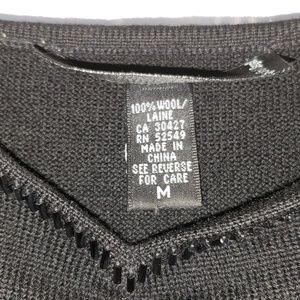 100% WOOL/
LAINE
CA 30427
RN 52549
MADE IN
CHINA
SEE REVERSE
FOR CARE
M